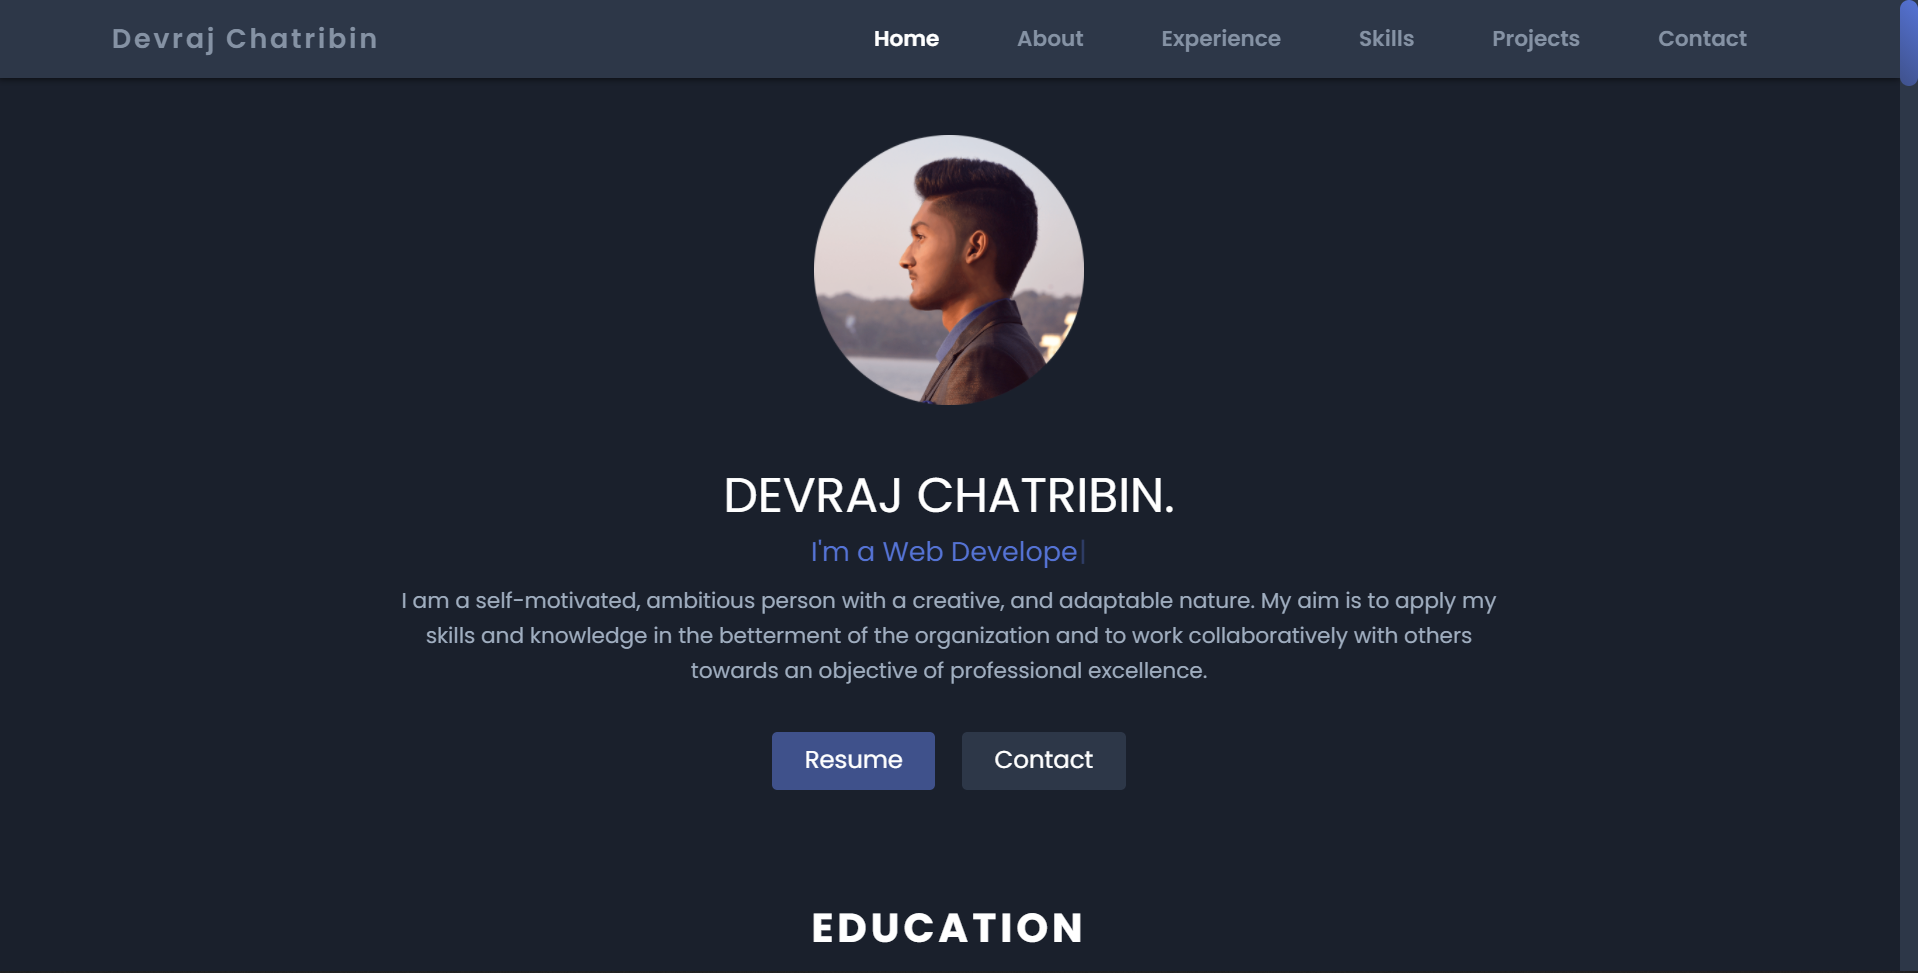 Devraj Chatribin
Home About Experience Skills Projects Contact
DEVRAJ CHATRIBIN.
I'm a Web Develope
I am a self-motivated, ambitious person with a creative, and adaptable nature. My aim is to apply my
skills and knowledge in the betterment of the organization and to work collaboratively with others
towards an objective of professional excellence.
Resume Contact
EDUCATION